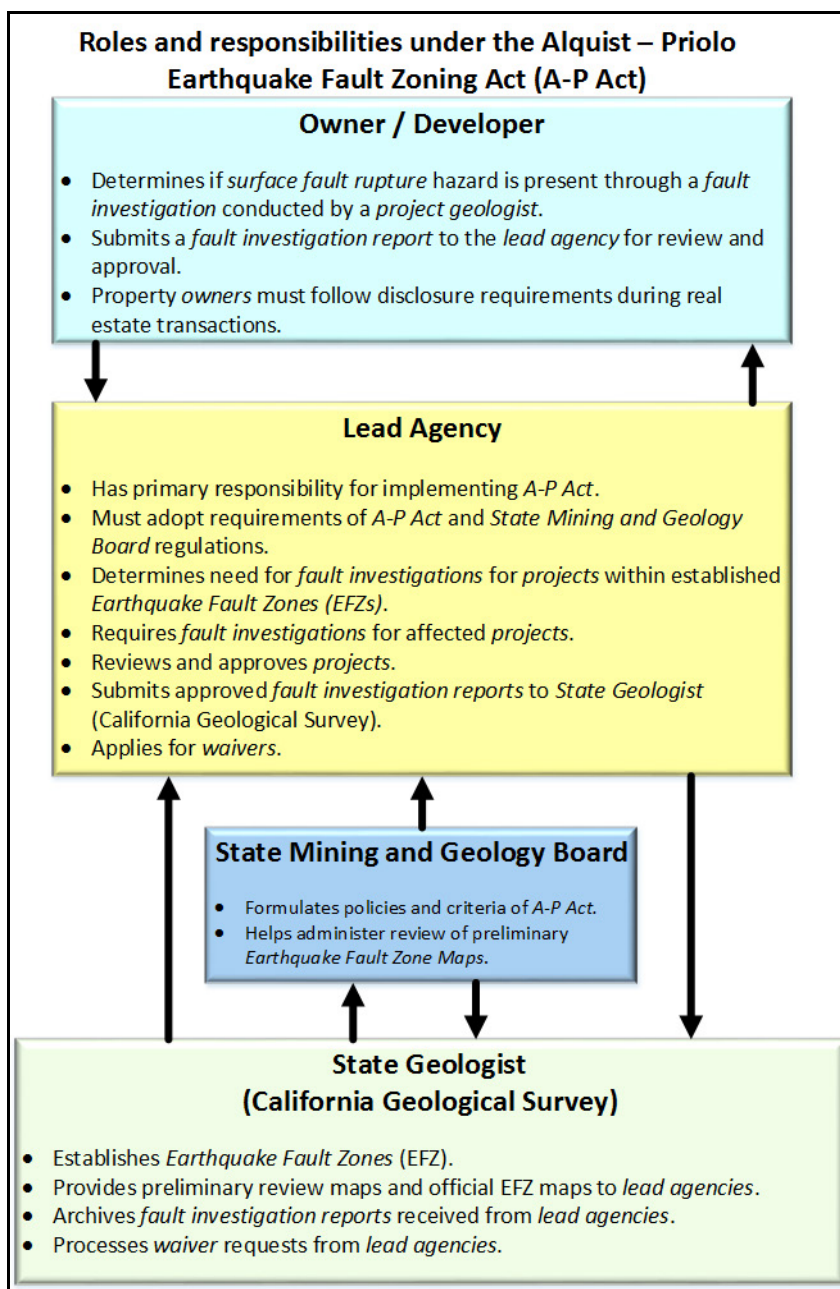 Roles and responsibilities under the Alquist – Priolo
Earthquake Fault Zoning Act (A-P Act)
Owner / Developer
• Determines if surface fault rupture hazard is present through a fault
investigation conducted by a project geologist.
• Submits a fault investigation report to the lead agency for review and
approval.
• Property owners must follow disclosure requirements during real
estate transactions.
Lead Agency
• Has primary responsibility for implementing A-P Act.
• Must adopt requirements of A-P Act and State Mining and Geology
Board regulations.
• Determines need for fault investigations for projects within established
Earthquake Fault Zones (EFZs).
• Requires fault investigations for affected projects.
• Reviews and approves projects.
• Submits approved fault investigation reports to State Geologist
(California Geological Survey).
• Applies for waivers.
State Mining and Geology Board
• Formulates policies and criteria of A-P Act.
• Helps administer review of preliminary
Earthquake Fault Zone Maps.
State Geologist
(California Geological Survey)
• Establishes Earthquake Fault Zones (EFZ).
• Provides preliminary review maps and official EFZ maps to lead agencies.
• Archives fault investigation reports received from lead agencies.
• Processes waiver requests from lead agencies.